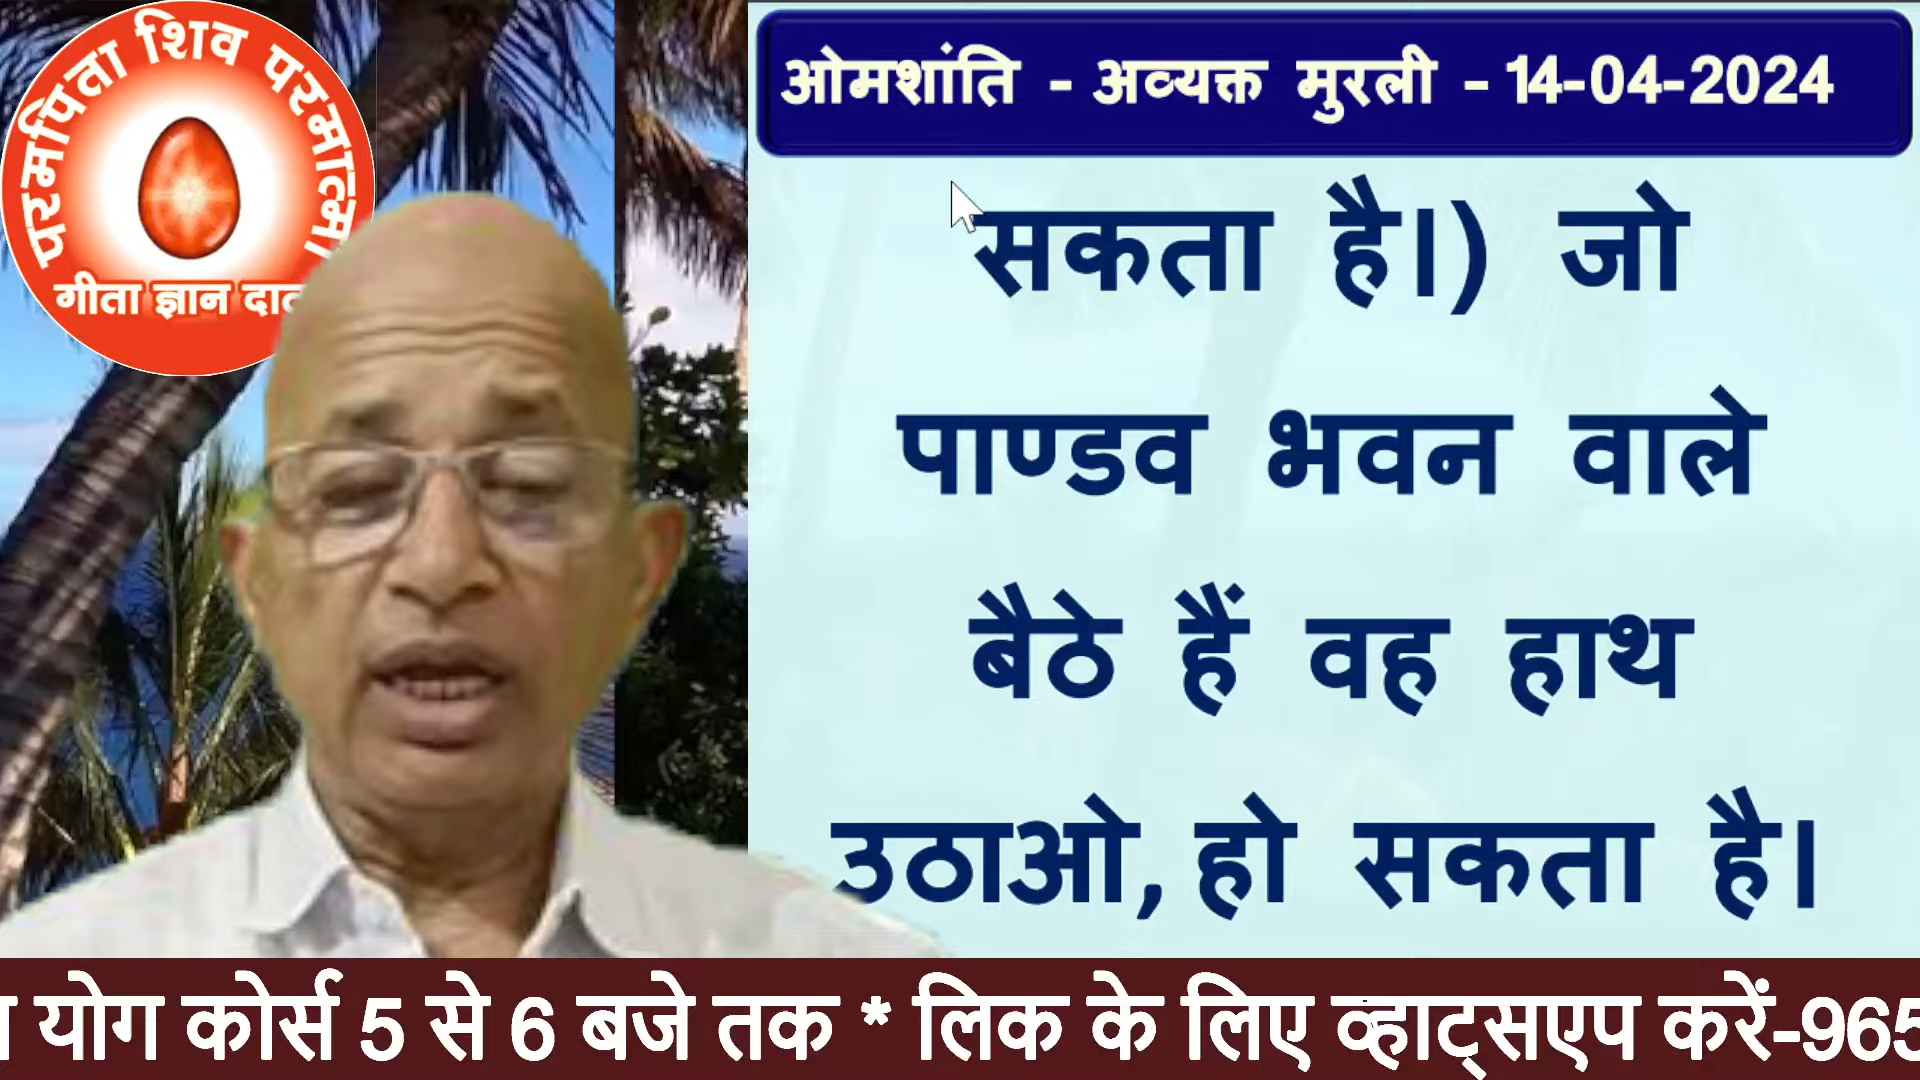 परमपिता शिव परमात्मा
गीता ज्ञान
ओमशांति - अव्यक्त मुरली - 14-04-2024
सकता है।) जो
पाण्डव भवन वाले
बैठे हैं वह हाथ
उठाओ, हो सकता है।
योग कोर्स 5 से 6 बजे तक * लिंक के लिए व्हाट्सएप करें-965